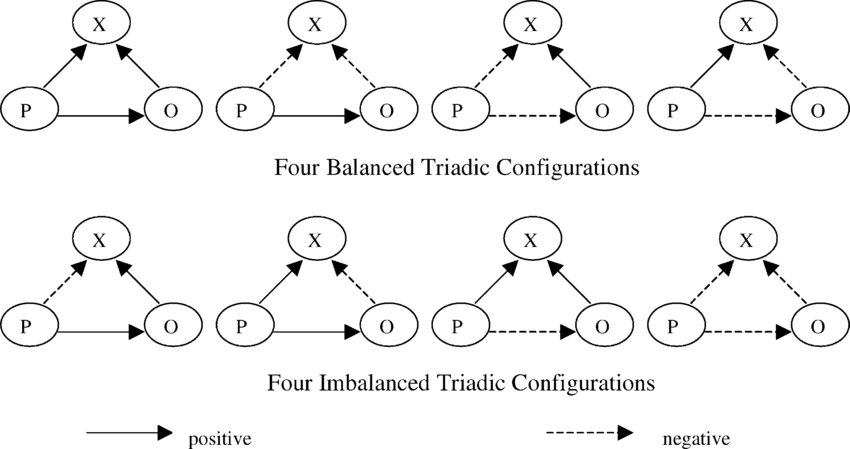 X X X X
P O P O P O P O
Four Balanced Triadic Configurations
X X X X
P O P O P O P O
Four Imbalanced Triadic Configurations
positive negative